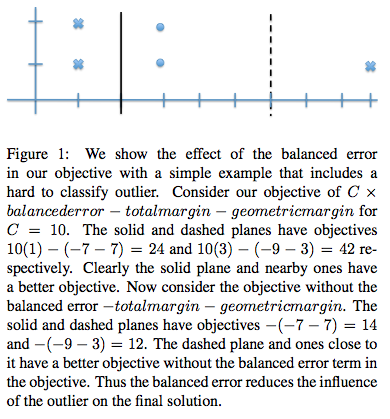 Figure 1: We show the effect of the balanced error
in our objective with a simple example that includes a
hard to classify outlier. Consider our objective of C ×
balancederror − totalmargin − geometricmargin for
C = 10. The solid and dashed planes have objectives
10(1) − (−7 − 7) = 24 and 10(3) − (−9 − 3) = 42 re-
spectively. Clearly the solid plane and nearby ones have
a better objective. Now consider the objective without the
balanced error −totalmargin − geometricmargin. The
solid and dashed planes have objectives −(−7 − 7) = 14
and −(−9 − 3) = 12. The dashed plane and ones close to
it have a better objective without the balanced error term in
the objective. Thus the balanced error reduces the influence
of the outlier on the final solution.